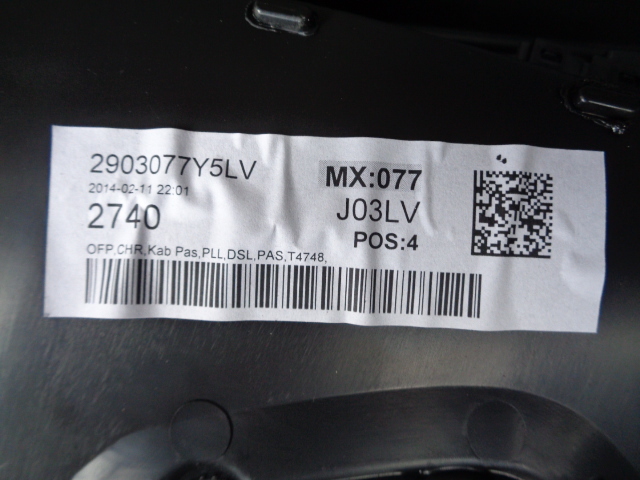 2903077Y5LV
2014-02-11 22:01
2740
MX:077
J03LV
POS:4
OFP,CHR,Kab Pas,PLL,DSL,PAS,T4748,